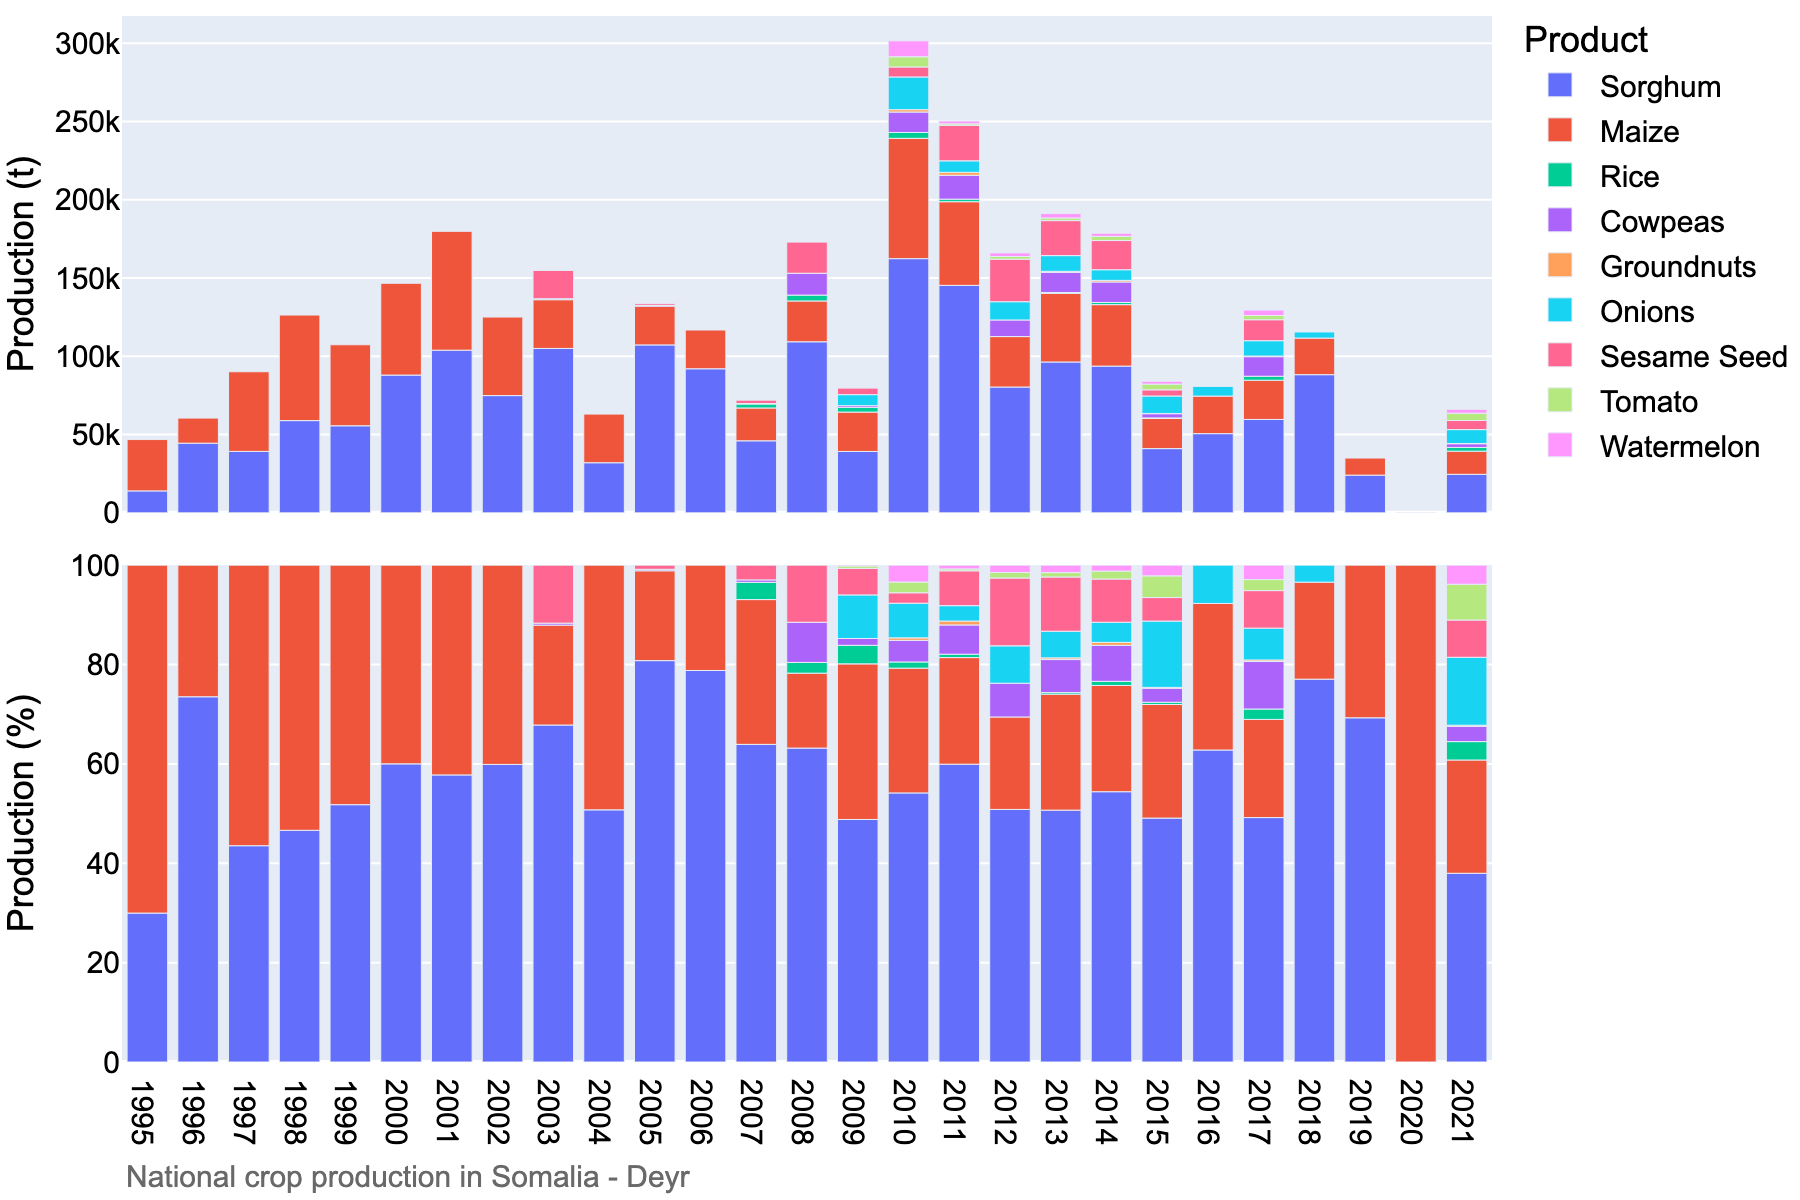 Production (t)
300k
250k
200k
150k
100k
50k
0
Product
Sorghum
Maize
Rice
Cowpeas
Groundnuts
Onions
Sesame Seed
Tomato
Watermelon
Production (%)
100
80
60
40
20
0
1995 1996 1997 1998 1999 2000 2001 2002 2003 2004 2005 2006 2007 2008 2009 2010 2011 2012 2013 2014 2015 2016 2017 2018 2019 2020 2021
National crop production in Somalia - Deyr